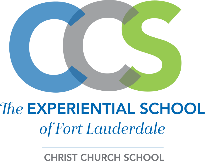 CCS
The EXPERIENTIAL SCHOOL
of Fort Lauderdale
CHRIST CHURCH SCHOOL